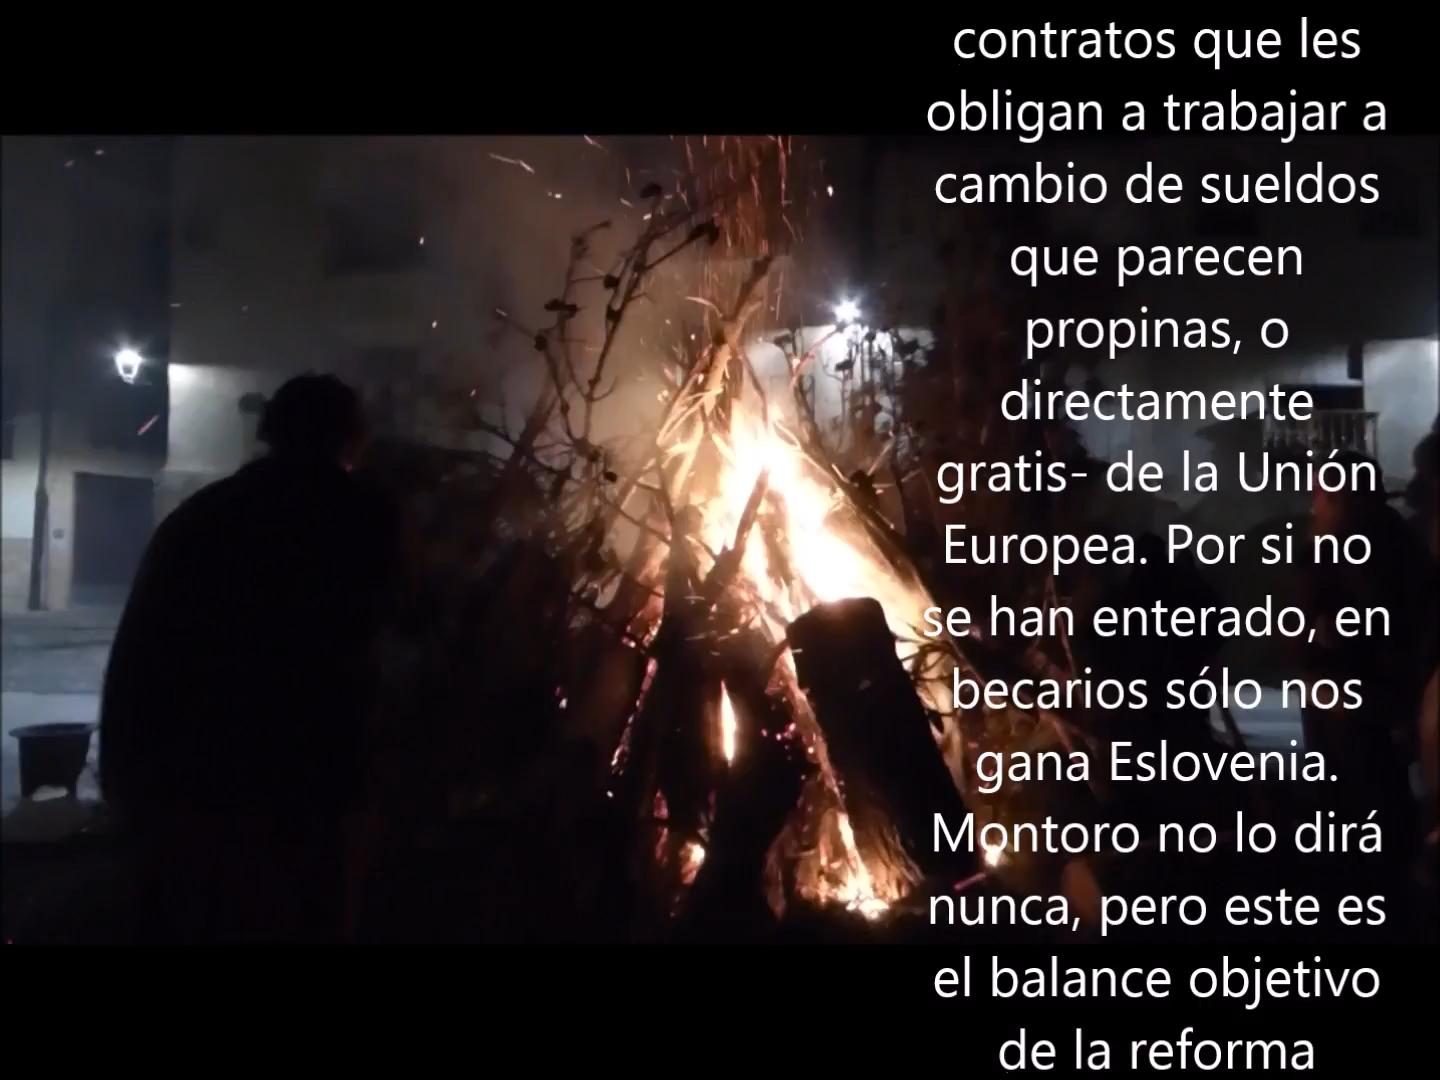 contratos que les
obligan a trabajar a
cambio de sueldos
que parecen
propinas, o
directamente
gratis- de la Unión
Europea. Por si no
se han enterado, en
becarios sólo nos
gana Eslovenia.
Montoro no lo dirá
nunca, pero este es
el balance objetivo
de la reforma